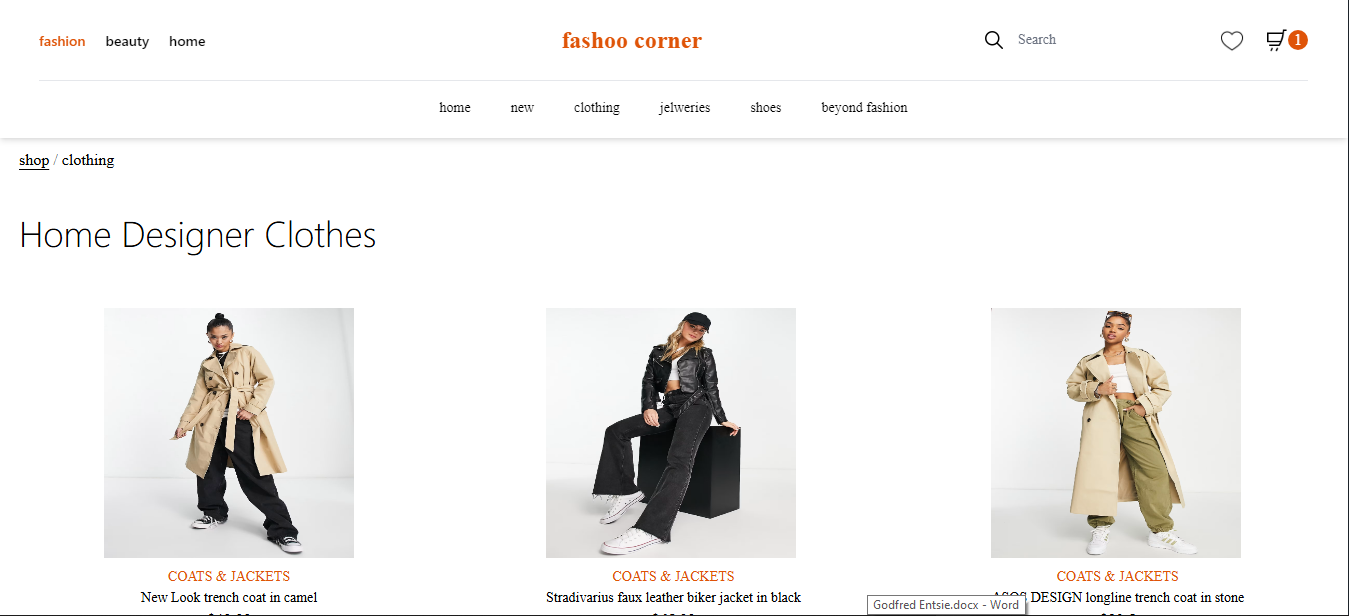 fashion beauty home
fashoo corner
Search
1
home new clothing jelweries shoes beyond fashion
shop / clothing
Home Designer Clothes
COATS & JACKETS
New Look trench coat in camel
COATS & JACKETS
Stradivarius faux leather biker jacket in black
COATS & JACKETS
ASOS DESIGN longline trench coat in stone
Godfred Entsie.docx - Word